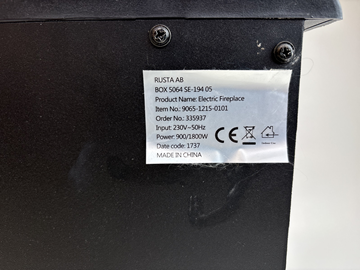 RUSTA AB
BOX 5064 SE-194 05
Product Name: Electric Fireplace
Item No.: 9065-1215-0101
Order No.: 335937
Input: 230V~50Hz
Power: 900/1800W
Date code: 1737
MADE IN CHINA
CE